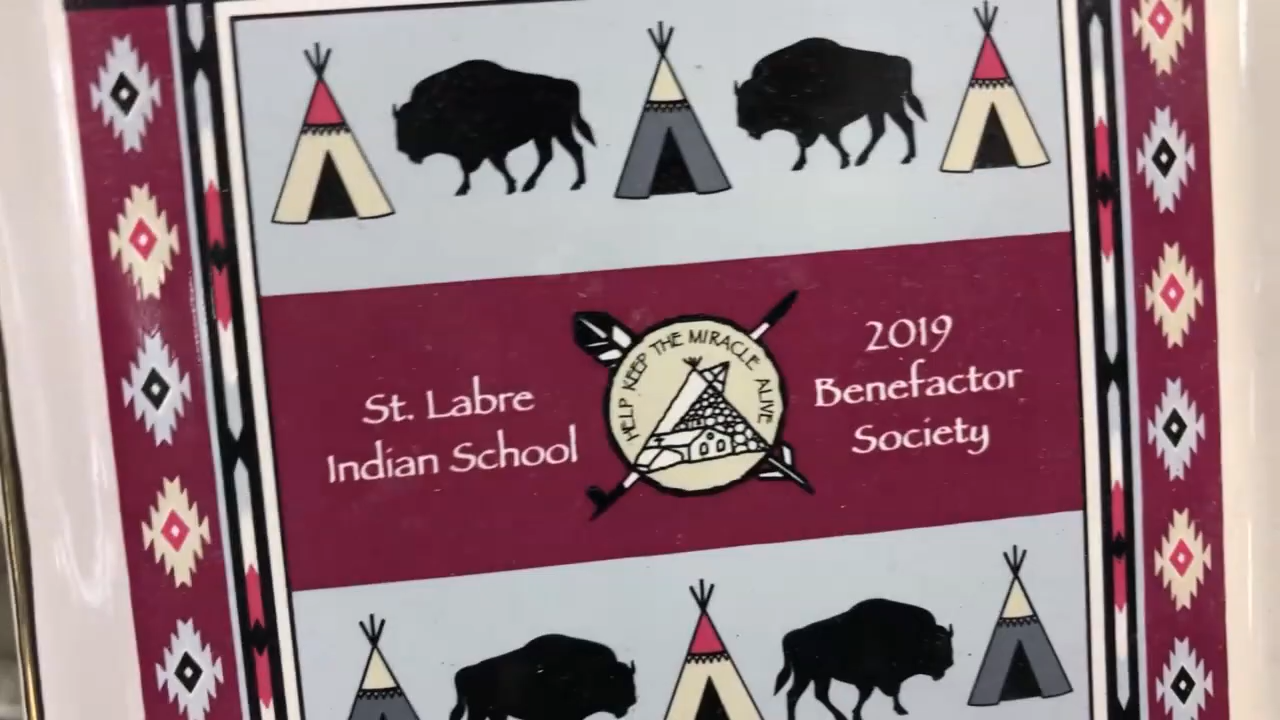 St. Labre
Indian School
HELP KEEP THE MIRACLE ALIVE
2019
Benefactor
Society